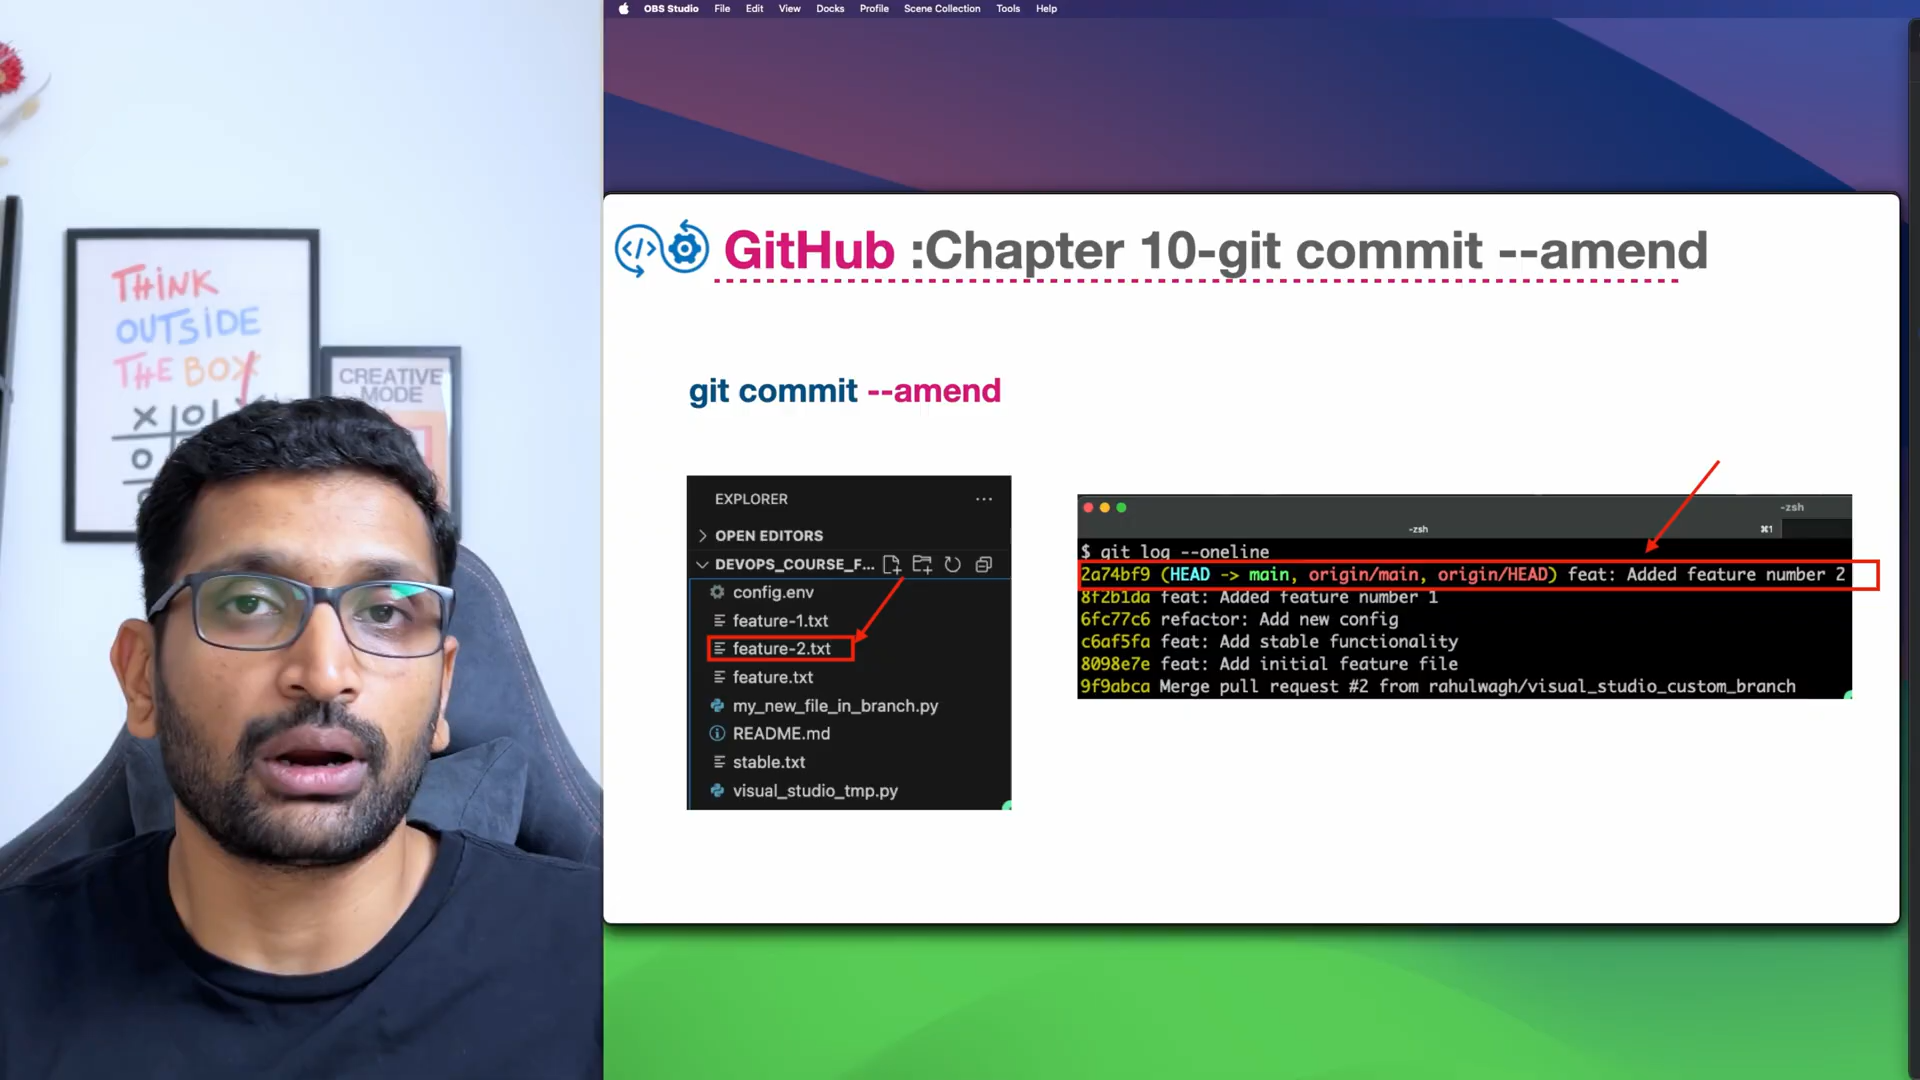 OBS Studio File Edit View Docks Profile Scene Collection Tools Help
THINK
OUTSIDE
THE BOX
X O
O
CREATIVE
MODE
</> GitHub :Chapter 10-git commit --amend
git commit --amend
EXPLORER ...
OPEN EDITORS
DEVOPS_COURSE_F...
config.env
feature-1.txt
feature-2.txt
feature.txt
my_new_file_in_branch.py
README.md
stable.txt
visual_studio_tmp.py
-zsh
-zsh ⌘1
$ git log --oneline
2a74bf9 (HEAD -> main, origin/main, origin/HEAD) feat: Added feature number 2
8f2b1da feat: Added feature number 1
6fc77c6 refactor: Add new config
c6af5fa feat: Add stable functionality
8098e7e feat: Add initial feature file
9f9abca Merge pull request #2 from rahulwagh/visual_studio_custom_branch